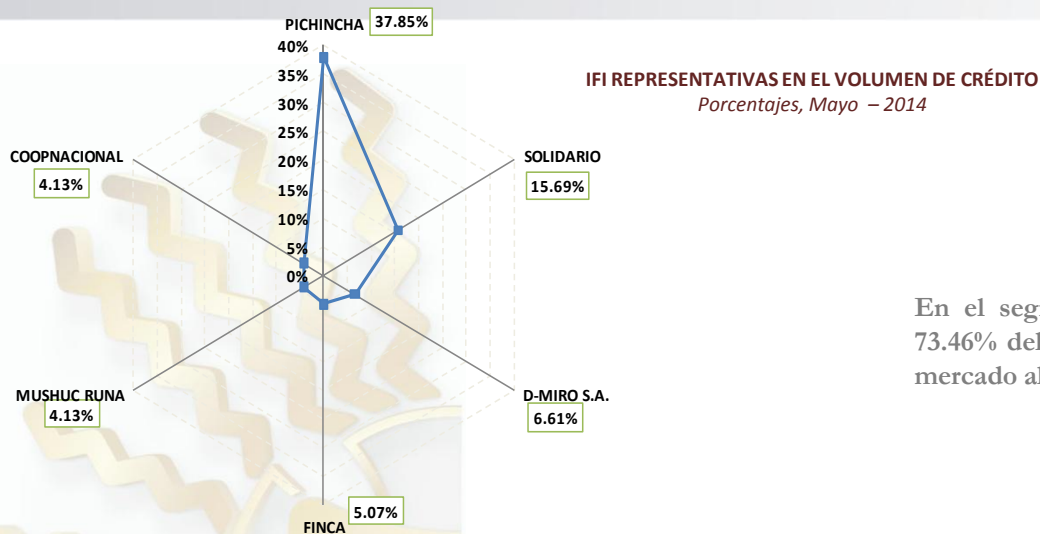 PICHINCHA 37.85%
40%
35%
30%
25%
20%
15%
10%
5%
0%
IFI REPRESENTATIVAS EN EL VOLUMEN DE CRÉDITO
Porcentajes, Mayo – 2014
COOPNACIONAL
4.13%
SOLIDARIO
15.69%
MUSHUC RUNA
4.13%
D-MIRO S.A.
6.61%
FINCA
5.07%
En el seg
73.46% del
mercado al